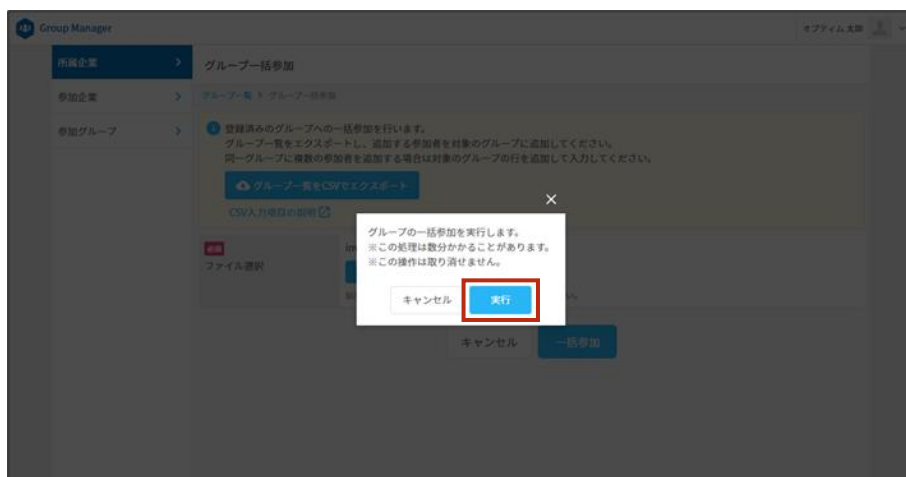 Group Manager
オプティム 太郎
所属企業
参加企業
参加グループ
グループ一括参加
グループ一覧 > グループ一括参加
登録済みのグループへの一括参加を行います。
グループ一覧をエクスポートし、追加する参加者を対象のグループに追加してください。
同一グループに複数の参加者を追加する場合は対象のグループの行を追加して入力してください。
グループ一覧をCSVでエクスポート
CSV入力項目の説明
必須
ファイル選択
グループの一括参加を実行します。
※この処理は数分かかることがあります。
※この操作は取り消せません。
キャンセル
実行
キャンセル
一括参加